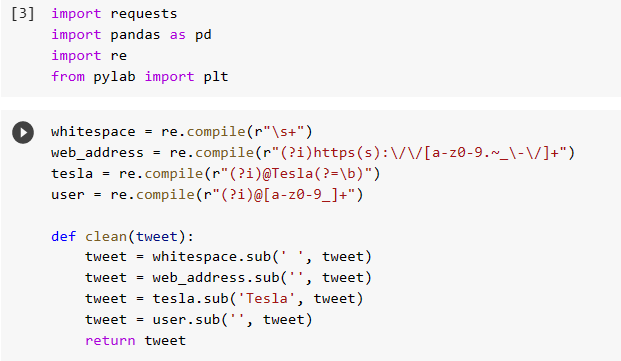 [3] import requests
import pandas as pd
import re
from pylab import plt
whitespace = re.compile(r"\s+")
web_address = re.compile(r"(?i)https(s):\/\/[a-z0-9.~_\-\/]+")
tesla = re.compile(r"(?i)@Tesla(?=\b)")
user = re.compile(r"(?i)@[a-z0-9_]+")
def clean(tweet):
    tweet = whitespace.sub(' ', tweet)
    tweet = web_address.sub('', tweet)
    tweet = tesla.sub('Tesla', tweet)
    tweet = user.sub('', tweet)
    return tweet